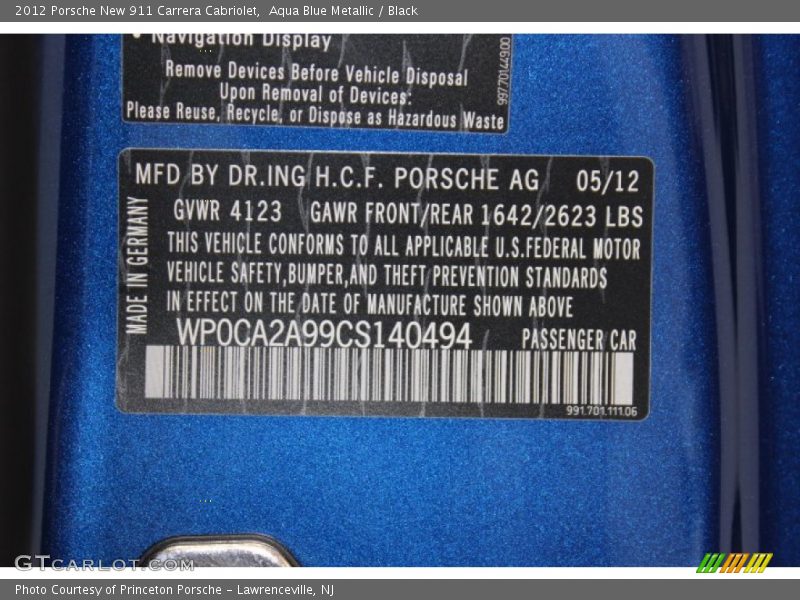 2012 Porsche New 911 Carrera Cabriolet,  Aqua Blue Metallic / Black
• Navigation Display
Remove Devices Before Vehicle Disposal
Upon Removal of Devices:
Please Reuse, Recycle, or Dispose as Hazardous Waste
997.701.449.00
MFD BY DR.ING H.C.F. PORSCHE AG 05/12
GVWR 4123 GAWR FRONT/REAR 1642/2623 LBS
THIS VEHICLE CONFORMS TO ALL APPLICABLE U.S.FEDERAL MOTOR
VEHICLE SAFETY,BUMPER,AND THEFT PREVENTION STANDARDS
IN EFFECT ON THE DATE OF MANUFACTURE SHOWN ABOVE
MADE IN GERMANY
WP0CA2A99CS140494 PASSENGER CAR
991.701.111.06
GTcarlot.com
Photo Courtesy of Princeton Porsche – Lawrenceville, NJ